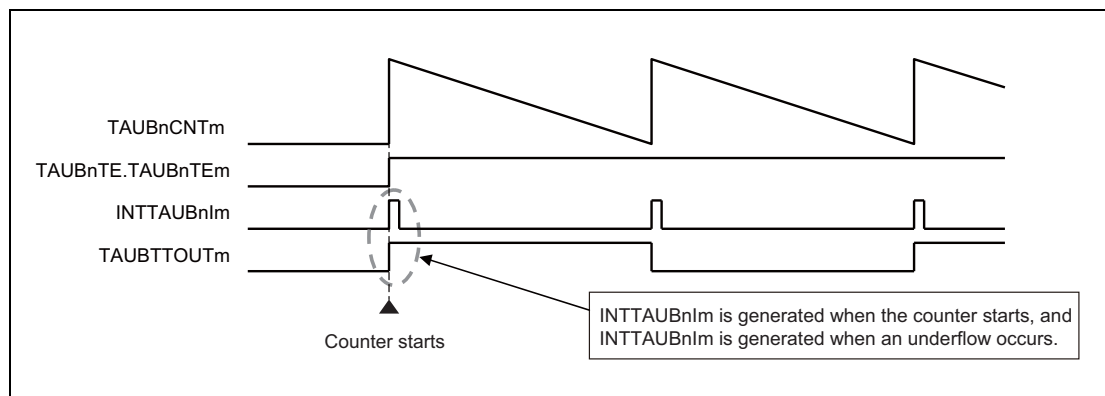 TAUBnCNTm
TAUBnTE.TAUBnTEm
INTTAUBnIm
TAUBTTOUTm
INTTAUBnIm is generated when the counter starts, and
INTTAUBnIm is generated when an underflow occurs.
Counter starts